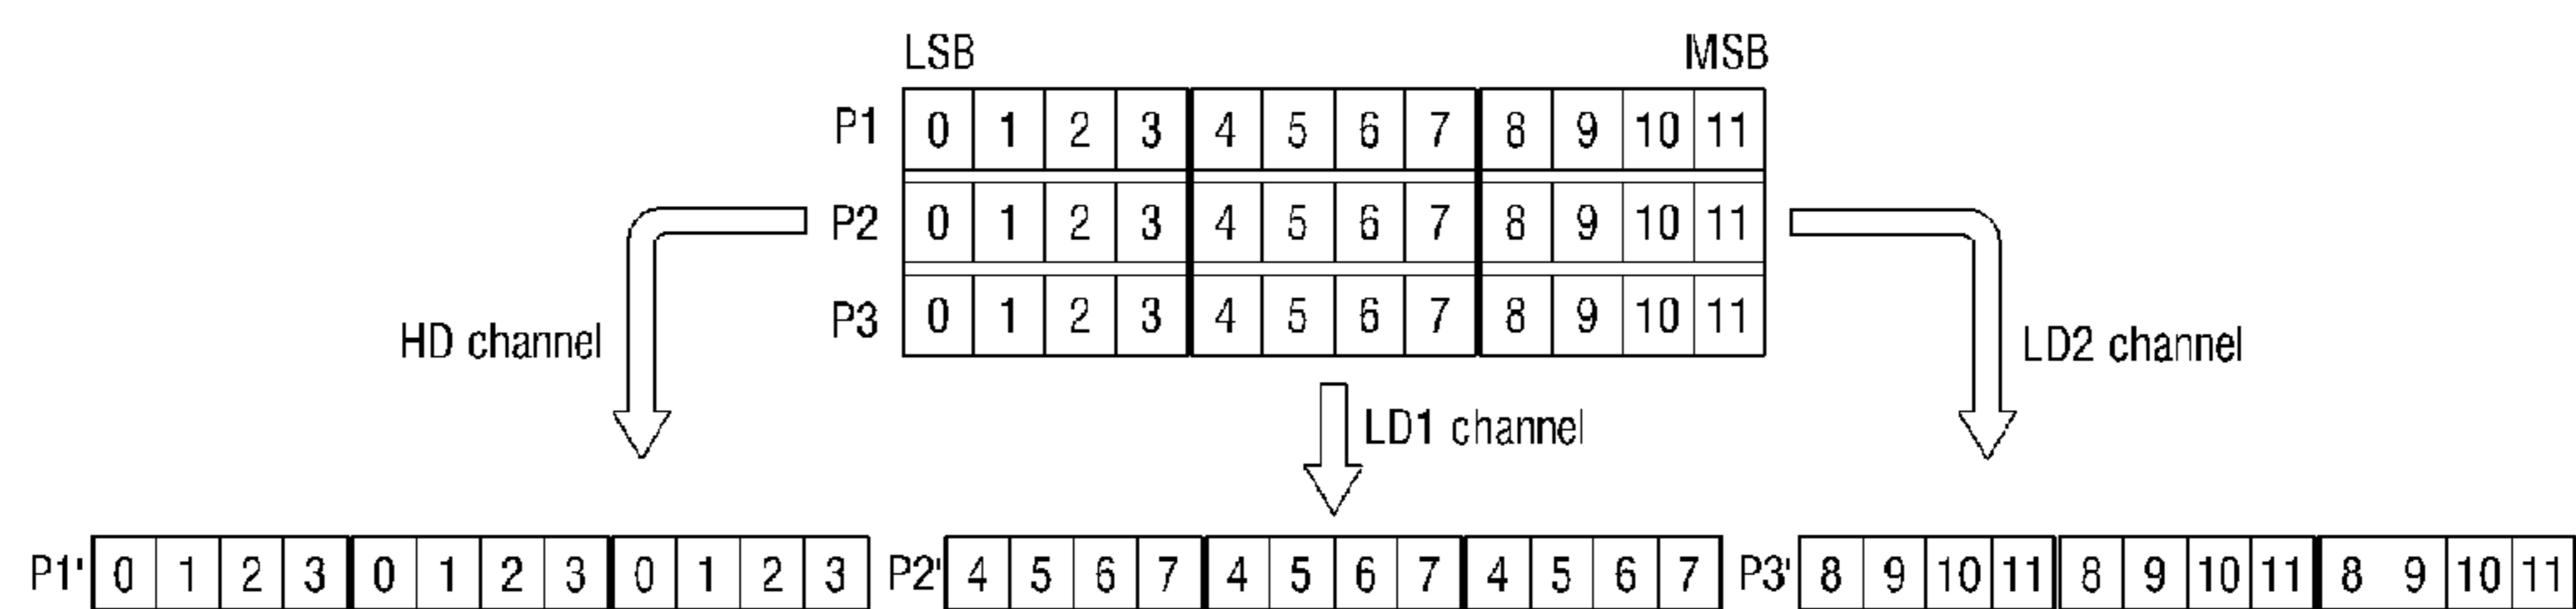 LSB MSB
P1 0 1 2 3 4 5 6 7 8 9 10 11
P2 0 1 2 3 4 5 6 7 8 9 10 11
P3 0 1 2 3 4 5 6 7 8 9 10 11
HD channel
LD2 channel
LD1 channel
P1' 0 1 2 3 0 1 2 3 0 1 2 3 P2' 4 5 6 7 4 5 6 7 4 5 6 7 P3' 8 9 10 11 8 9 10 11 8 9 10 11